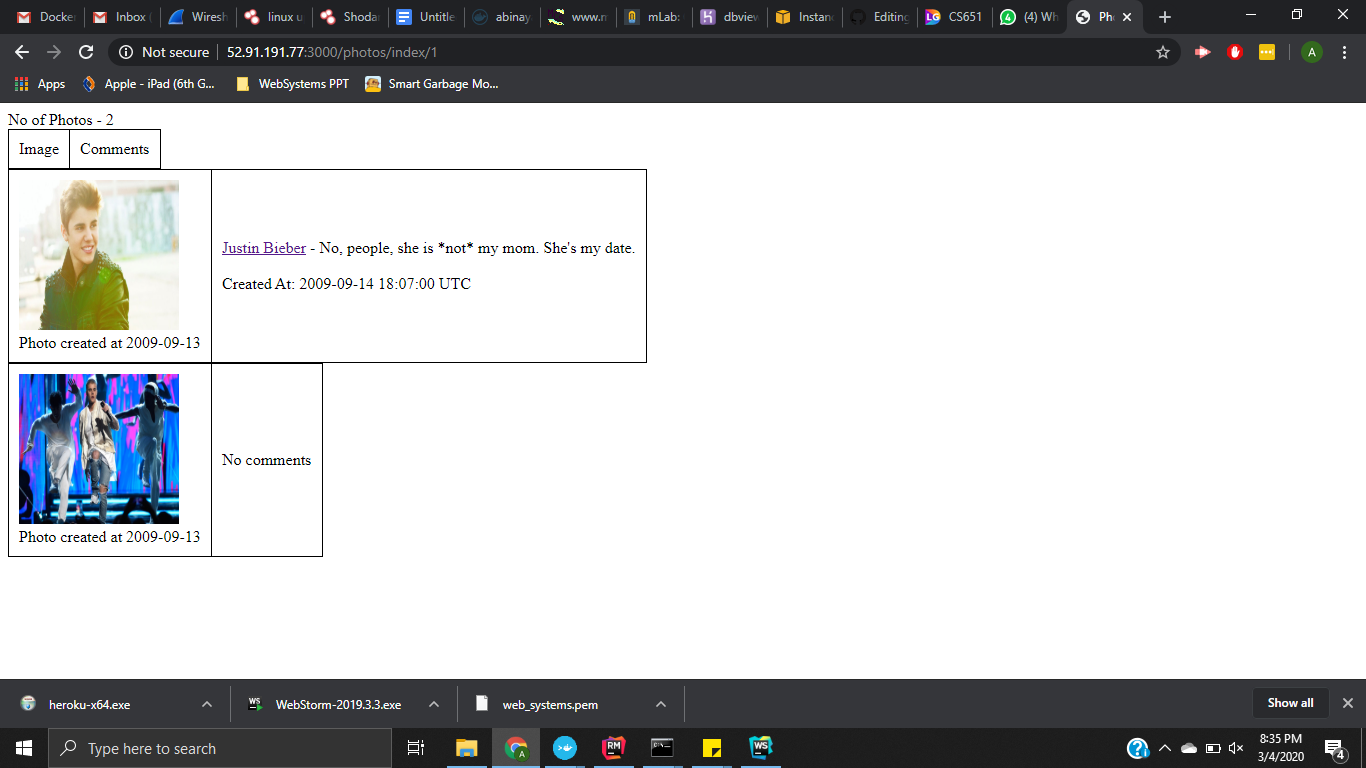 Docke
Inbox (
Wiresh
linux u
Shoda
Untitle
abinay
www.m
mLab:
dbview
Instanc
Editing
CS651
(4) Wh
Pho
Not secure
52.91.191.77:3000/photos/index/1
A
Apps
Apple - iPad (6th G...
WebSystems PPT
Smart Garbage Mo...
No of Photos - 2
Image
Comments
Justin Bieber - No, people, she is *not* my mom. She's my date.
Created At: 2009-09-14 18:07:00 UTC
Photo created at 2009-09-13
No comments
Photo created at 2009-09-13
heroku-x64.exe
WS
WebStorm-2019.3.3.exe
web_systems.pem
Show all
Type here to search
A
RM
WS
8:35 PM
3/4/2020
4